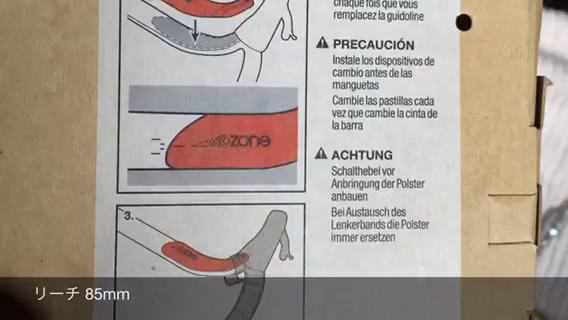 chaque fois que vous
remplacez la guidoline
PRECAUCIÓN
Instale los dispositivos de
cambio antes de las
manguetas
Cambie las pastillas cada
vez que cambie la cinta de
la barra
ZONE
ACHTUNG
Schalthebel vor
Anbringung der Polster
anbauen
Bei Austausch des
Lenkerbands die Polster
immer ersetzen
3.
リーチ 85mm